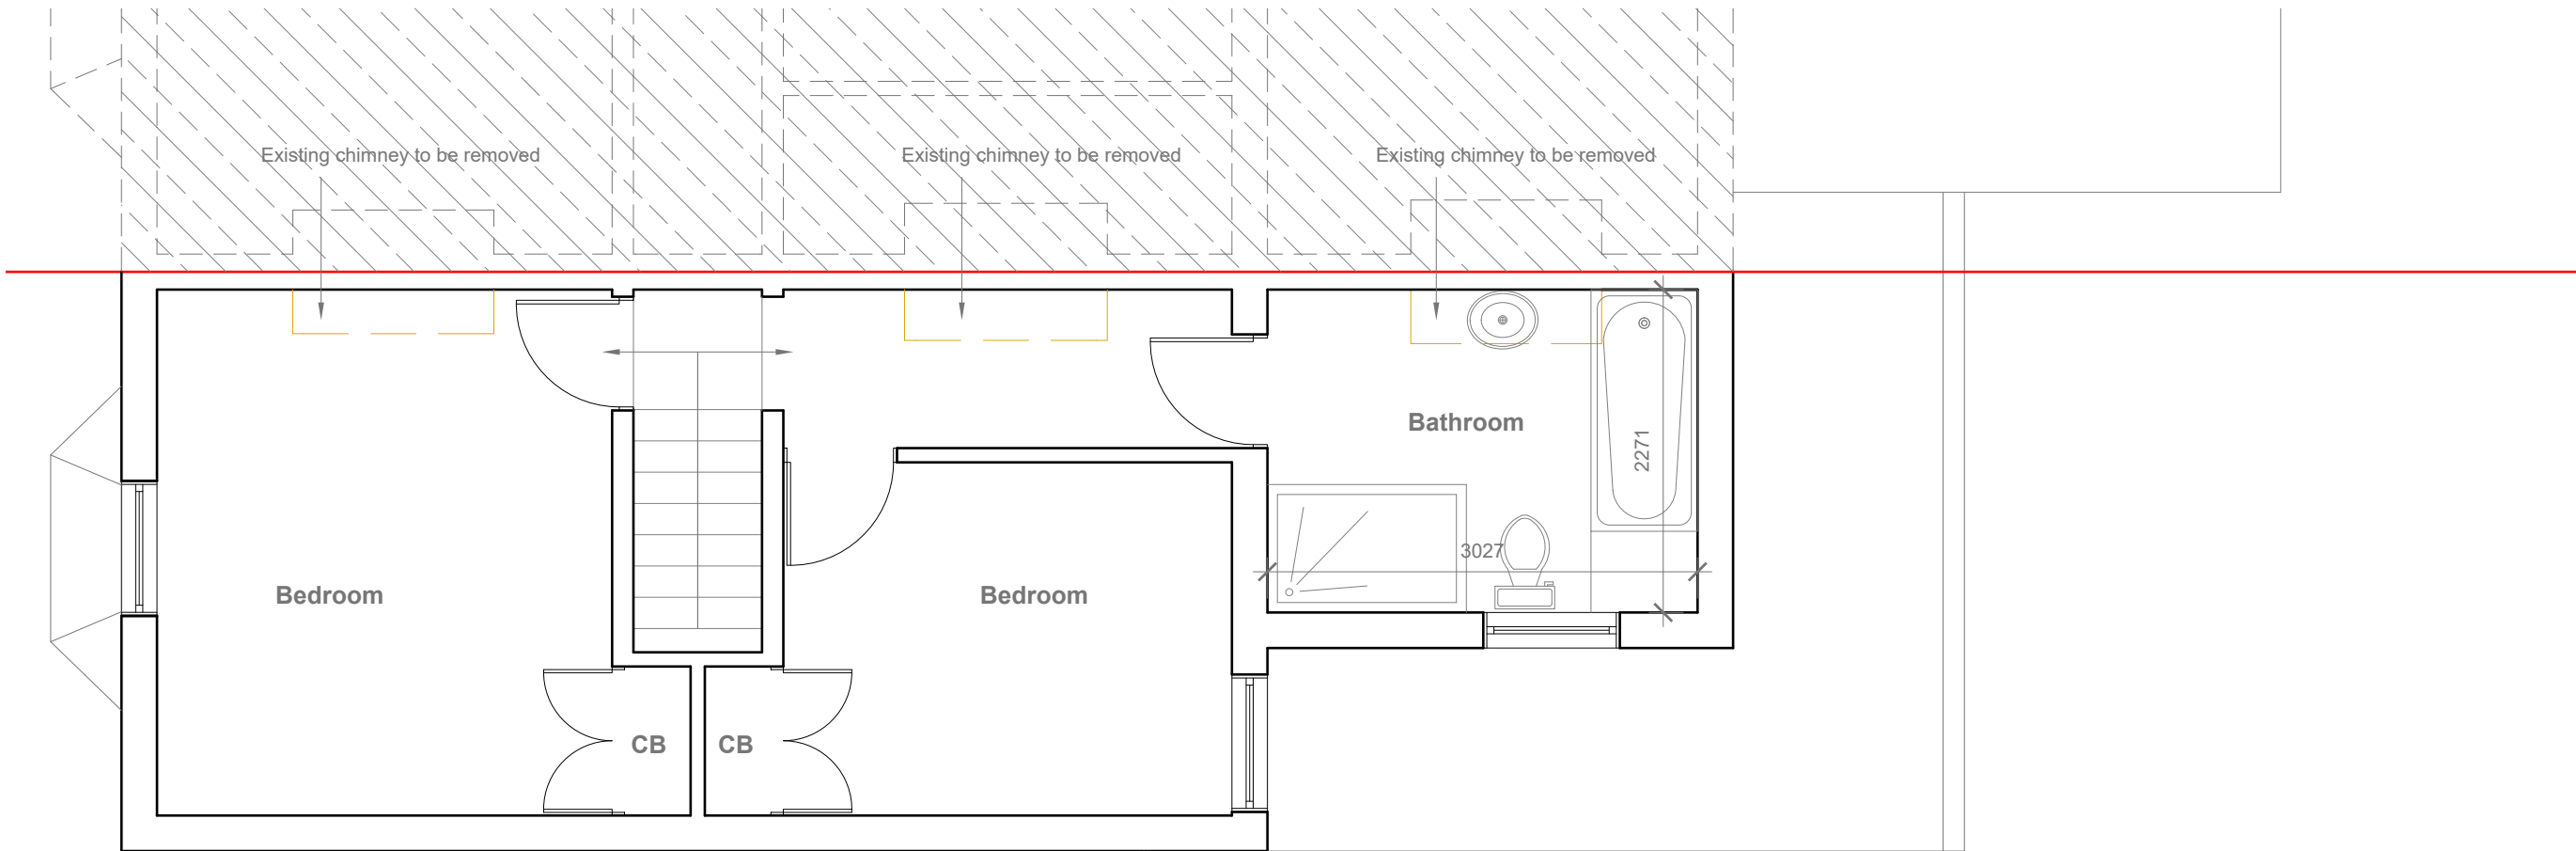 Existing chimney to be removed
Existing chimney to be removed
Existing chimney to be removed
Bathroom
2271
3027
Bedroom
Bedroom
CB
CB